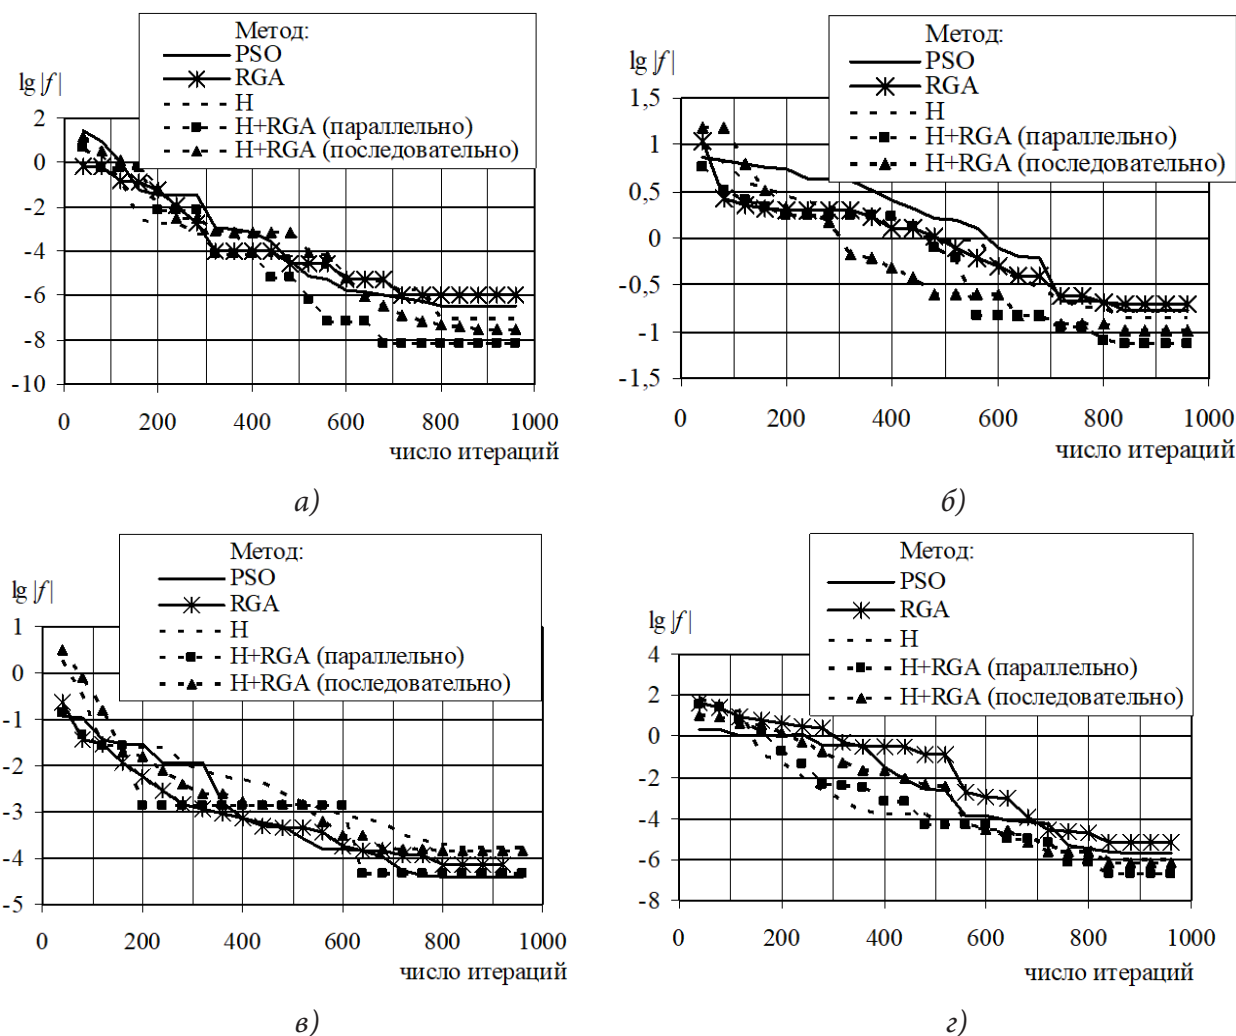 Метод:
PSO
RGA
H
H+RGA (параллельно)
H+RGA (последовательно)
lg |f|
2
0
-2
-4
-6
-8
-10
0 200 400 600 800 1000
число итераций
а)
Метод:
PSO
RGA
H
H+RGA (параллельно)
H+RGA (последовательно)
lg |f|
1,5
1
0,5
0
-0,5
-1
-1,5
0 200 400 600 800 1000
число итераций
б)
Метод:
PSO
RGA
H
H+RGA (параллельно)
H+RGA (последовательно)
lg |f|
1
0
-1
-2
-3
-4
-5
0 200 400 600 800 1000
число итераций
в)
Метод:
PSO
RGA
H
H+RGA (параллельно)
H+RGA (последовательно)
lg |f|
4
2
0
-2
-4
-6
-8
0 200 400 600 800 1000
число итераций
г)